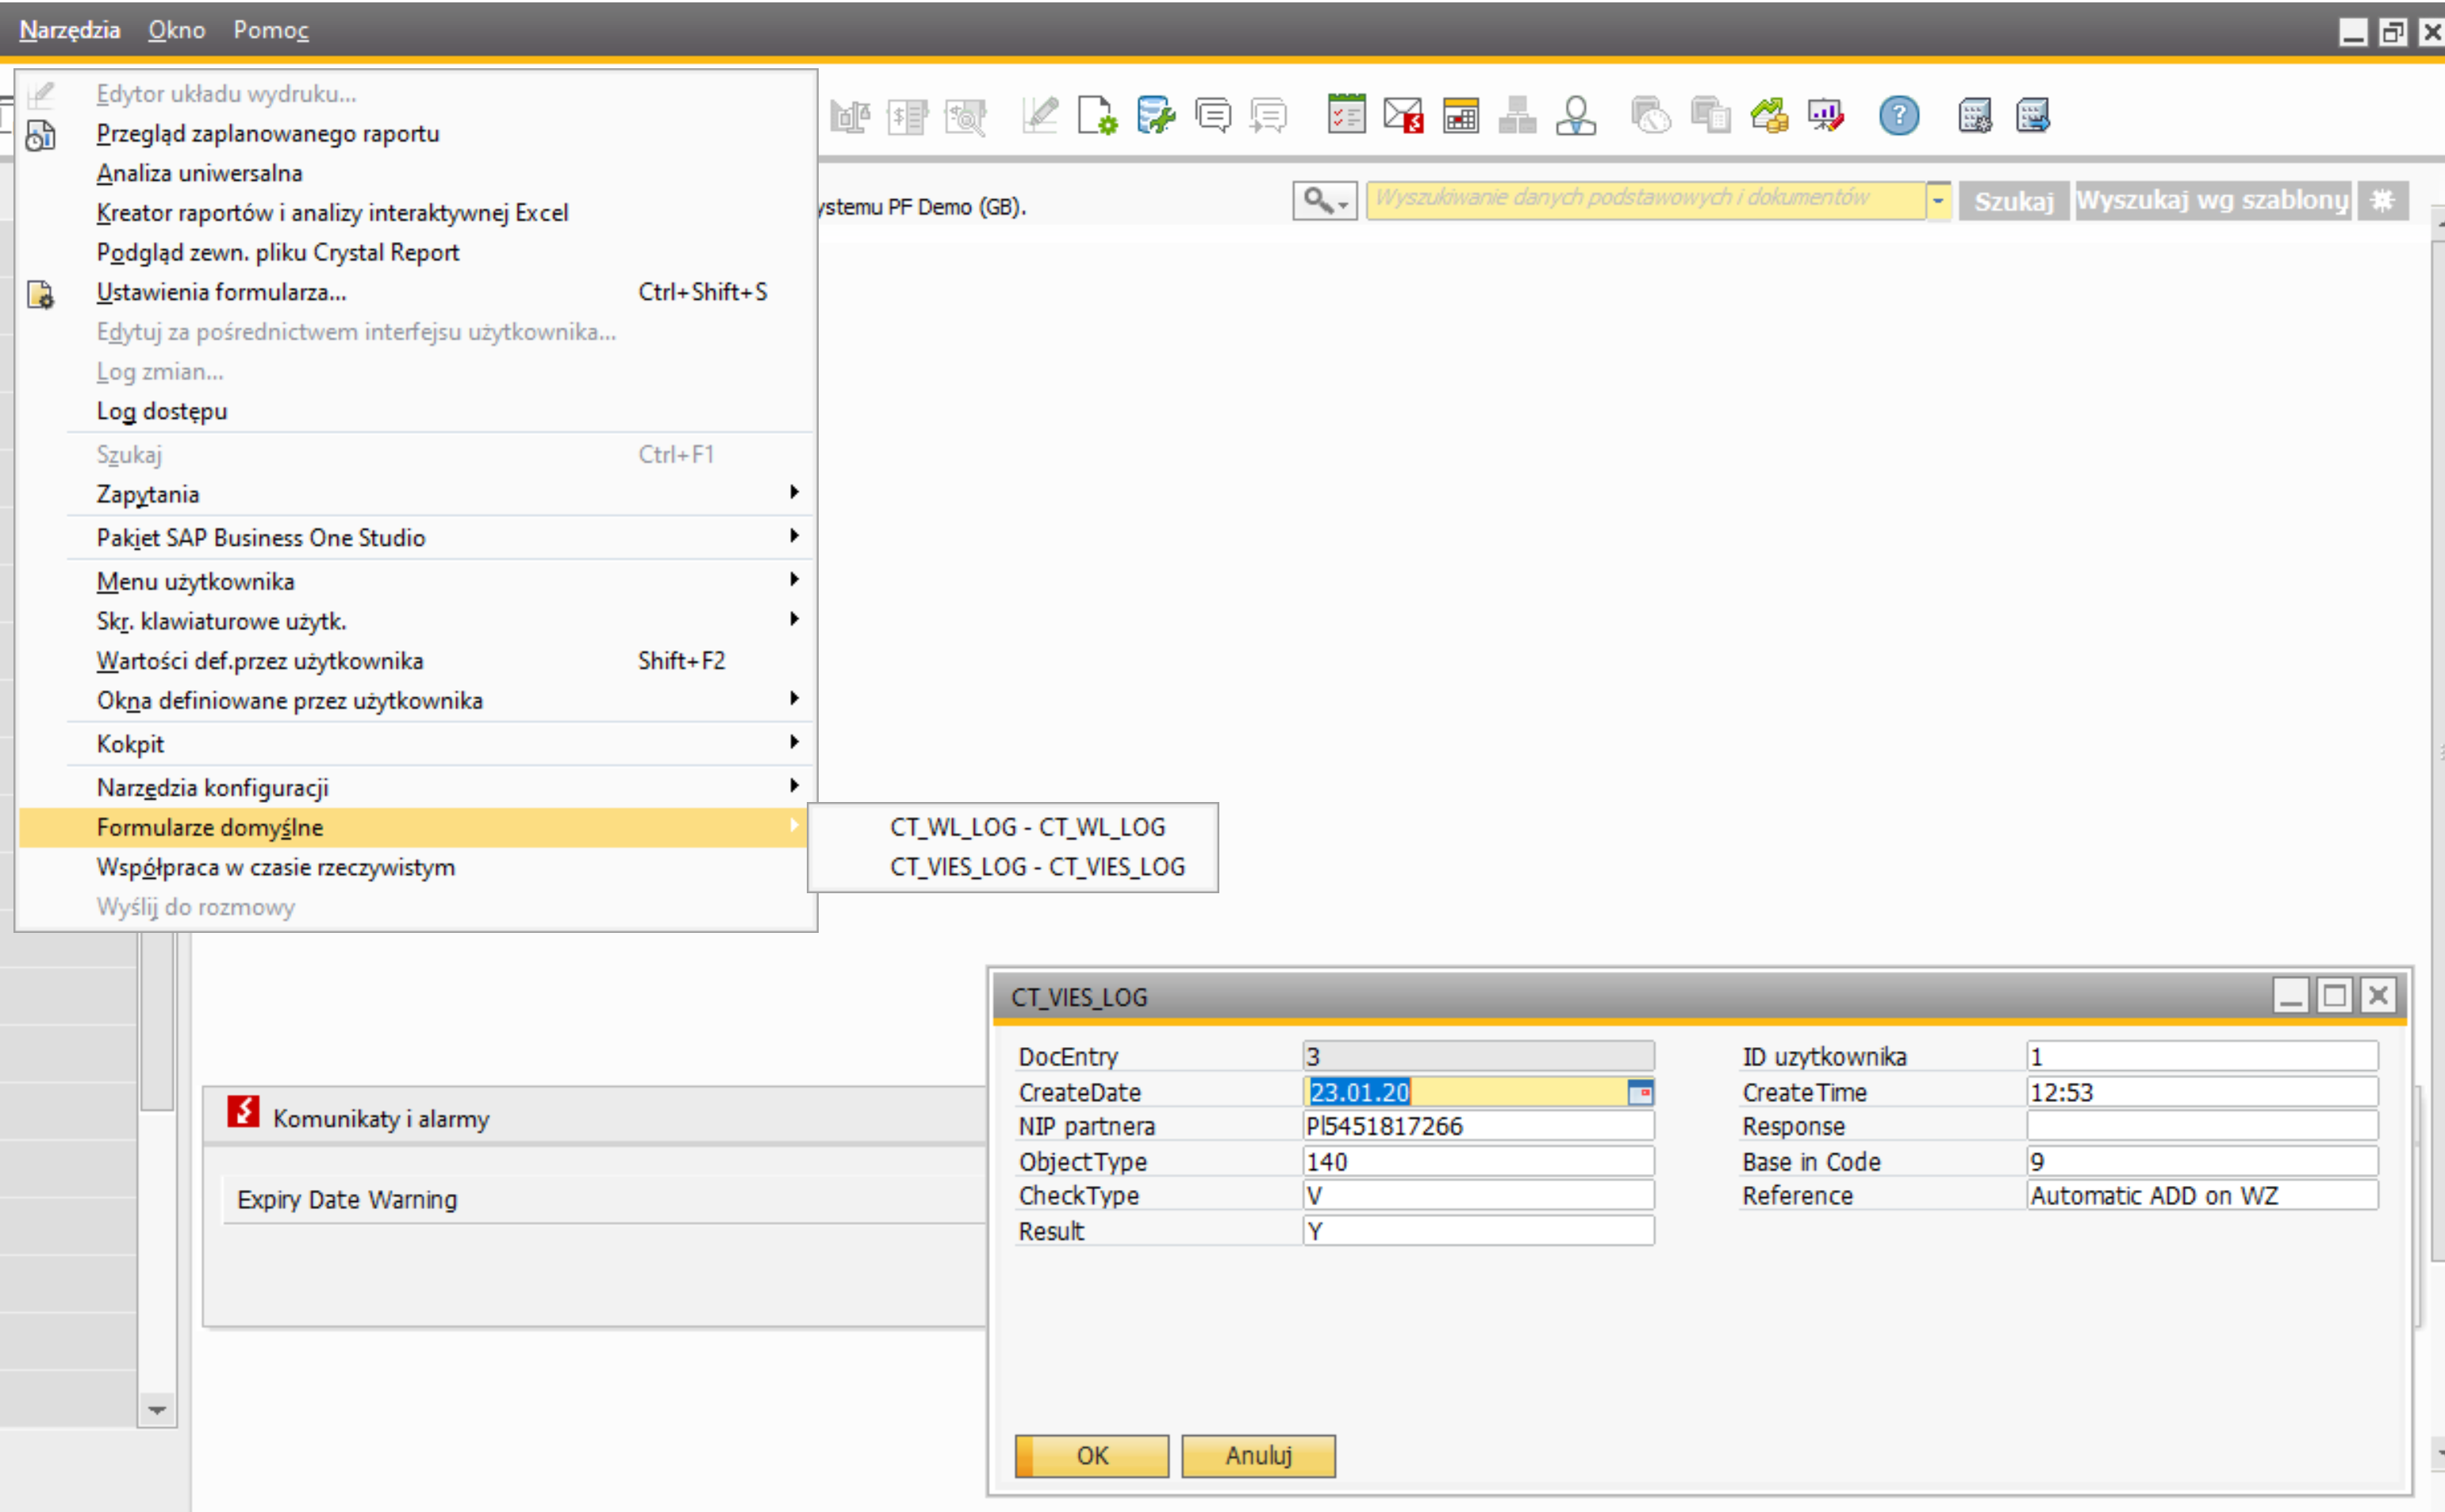 Narzędzia Okno Pomoc
Edytor układu wydruku...
Przegląd zaplanowanego raportu
Analiza uniwersalna
Kreator raportów i analizy interaktywnej Excel
Podgląd zewn. pliku Crystal Report
Ustawienia formularza... Ctrl+Shift+S
Edytuj za pośrednictwem interfejsu użytkownika...
Log zmian...
Log dostępu
Szukaj Ctrl+F1
Zapytania
Pakiet SAP Business One Studio
Menu użytkownika
Skr. klawiaturowe użytk.
Wartości def.przez użytkownika Shift+F2
Okna definiowane przez użytkownika
Kokpit
Narzędzia konfiguracji
Formularze domyślne
Współpraca w czasie rzeczywistym
Wyślij do rozmowy
CT_WL_LOG - CT_WL_LOG
CT_VIES_LOG - CT_VIES_LOG
ystemu PF Demo (GB).
Wyszukiwanie danych podstawowych i dokumentów Szukaj Wyszukaj wg szablony
Komunikaty i alarmy
Expiry Date Warning
CT_VIES_LOG
DocEntry 3 ID uzytkownika 1
CreateDate 23.01.20 CreateTime 12:53
NIP partnera Pl5451817266 Response
ObjectType 140 Base in Code 9
CheckType V Reference Automatic ADD on WZ
Result Y
OK Anuluj